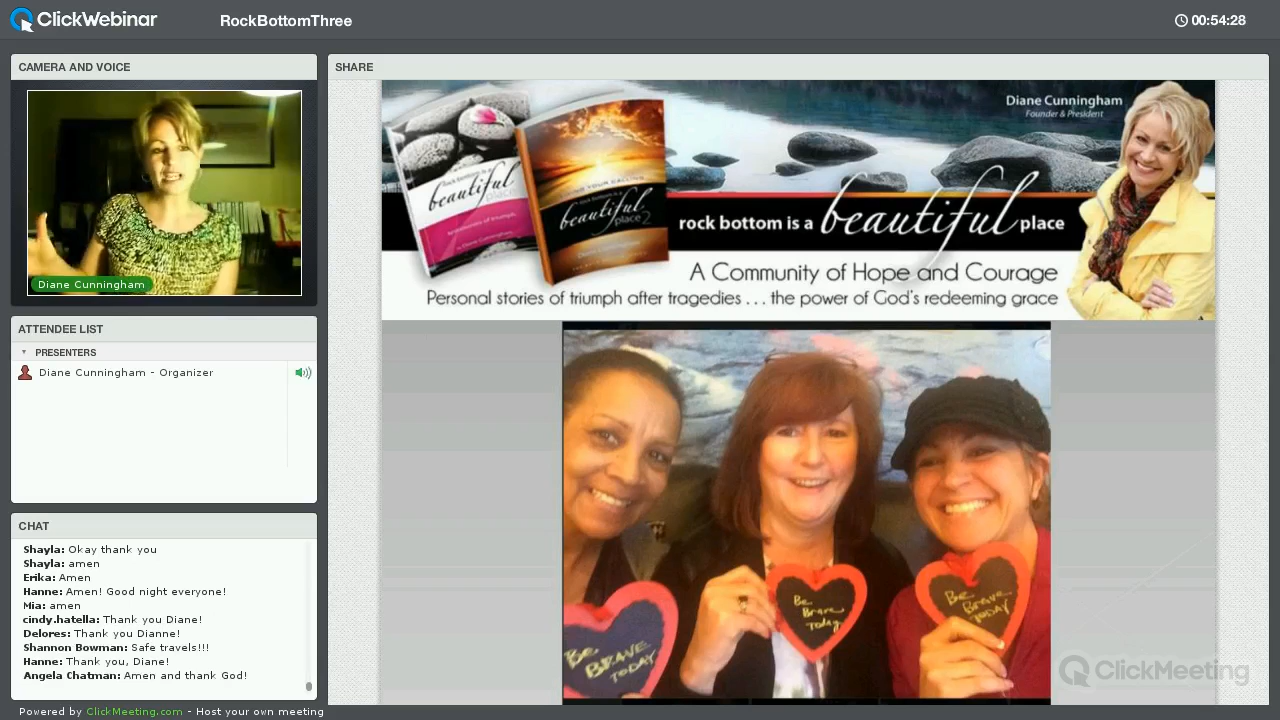 ClickWebinar
RockBottomThree
00:54:28
CAMERA AND VOICE
Diane Cunningham
ATTENDEE LIST
PRESENTERS
Diane Cunningham - Organizer
CHAT
Shayla: Okay thank you
Shayla: amen
Erika: Amen
Hanne: Amen! Good night everyone!
Mia: amen
cindy.hatella: Thank you Diane!
Delores: Thank you Dianne!
Shannon Bowman: Safe travels!!!
Hanne: Thank you, Diane!
Angela Chatman: Amen and thank God!
Powered by ClickMeeting.com - Host your own meeting
SHARE
Diane Cunningham
Founder & President
rock bottom is a
beautiful
beautiful
place 2
rock bottom is a beautiful place
A Community of Hope and Courage
Personal stories of triumph after tragedies . . . the power of God's redeeming grace
BE
BRAVE
TODAY
Be
Brave
Today
Be
Brave
TODAY
ClickMeeting